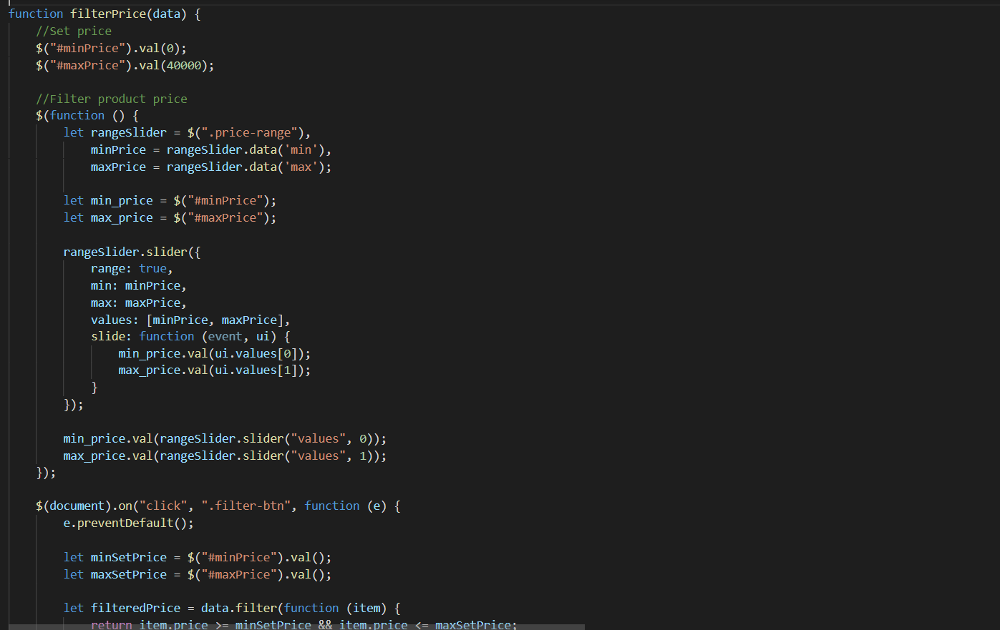 function filterPrice(data) {
    //Set price
    $("#minPrice").val(0);
    $("#maxPrice").val(40000);

    //Filter product price
    $(function () {
        let rangeSlider = $(".price-range"),
            minPrice = rangeSlider.data('min'),
            maxPrice = rangeSlider.data('max');

        let min_price = $("#minPrice");
        let max_price = $("#maxPrice");

        rangeSlider.slider({
            range: true,
            min: minPrice,
            max: maxPrice,
            values: [minPrice, maxPrice],
            slide: function (event, ui) {
                min_price.val(ui.values[0]);
                max_price.val(ui.values[1]);
            }
        });

        min_price.val(rangeSlider.slider("values", 0));
        max_price.val(rangeSlider.slider("values", 1));
    });

    $(document).on("click", ".filter-btn", function (e) {
        e.preventDefault();

        let minSetPrice = $("#minPrice").val();
        let maxSetPrice = $("#maxPrice").val();

        let filteredPrice = data.filter(function (item) {
            return item.price >= minSetPrice && item.price <= maxSetPrice;